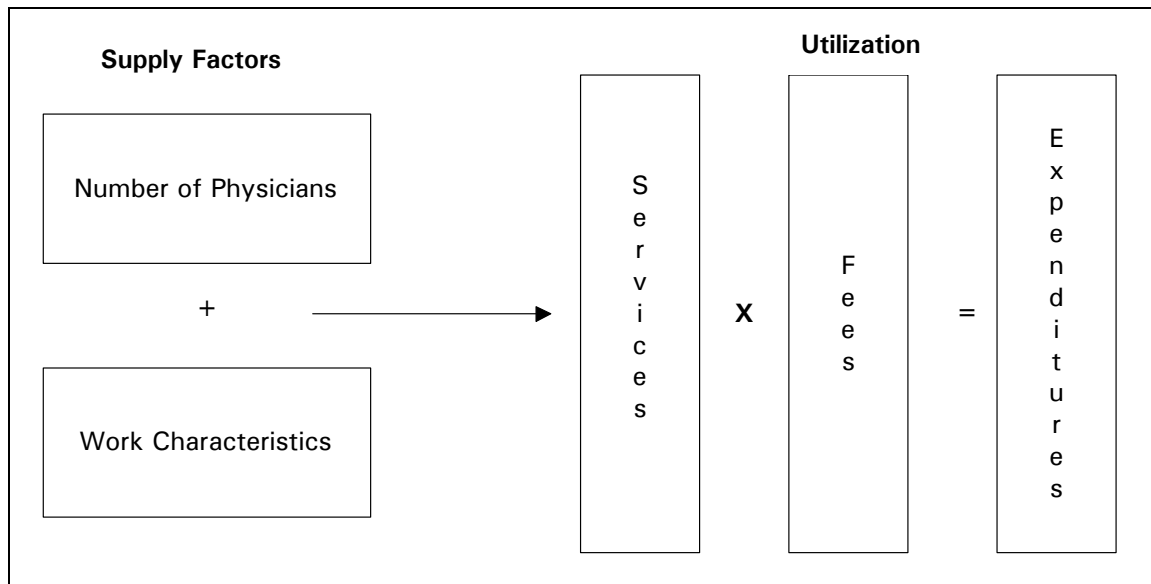 Supply Factors
Number of Physicians
+
Work Characteristics
Utilization
Services
X
Fees
=
Expenditures